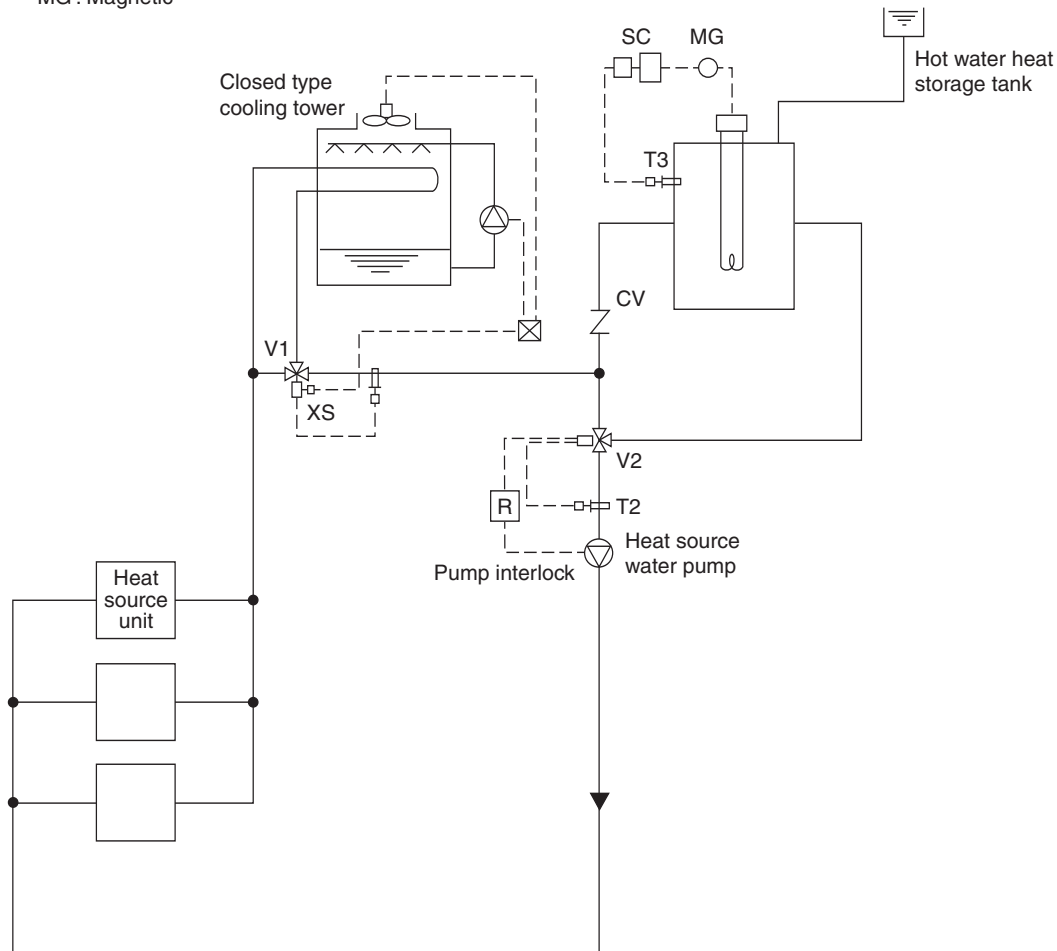 MG : Magnetic
SC
MG
Hot water heat
storage tank
Closed type
cooling tower
T3
CV
V1
XS
V2
R
T2
Heat source
water pump
Pump interlock
Heat
source
unit